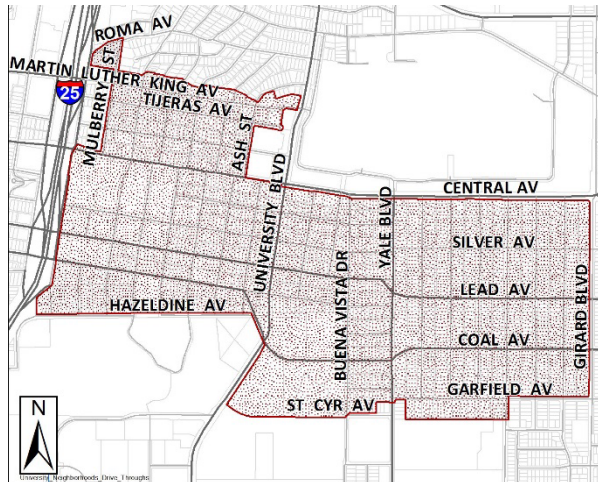 ROMA AV
MARTIN LUTHER KING AV
TIJERAS AV
25
MULBERRY ST
ASH ST
UNIVERSITY BLVD
CENTRAL AV
YALE BLVD
BUENA VISTA DR
SILVER AV
LEAD AV
HAZELDINE AV
COAL AV
GIRARD BLVD
GARFIELD AV
ST CYR AV
N
University_Neighborhoods_Drive_Throughs